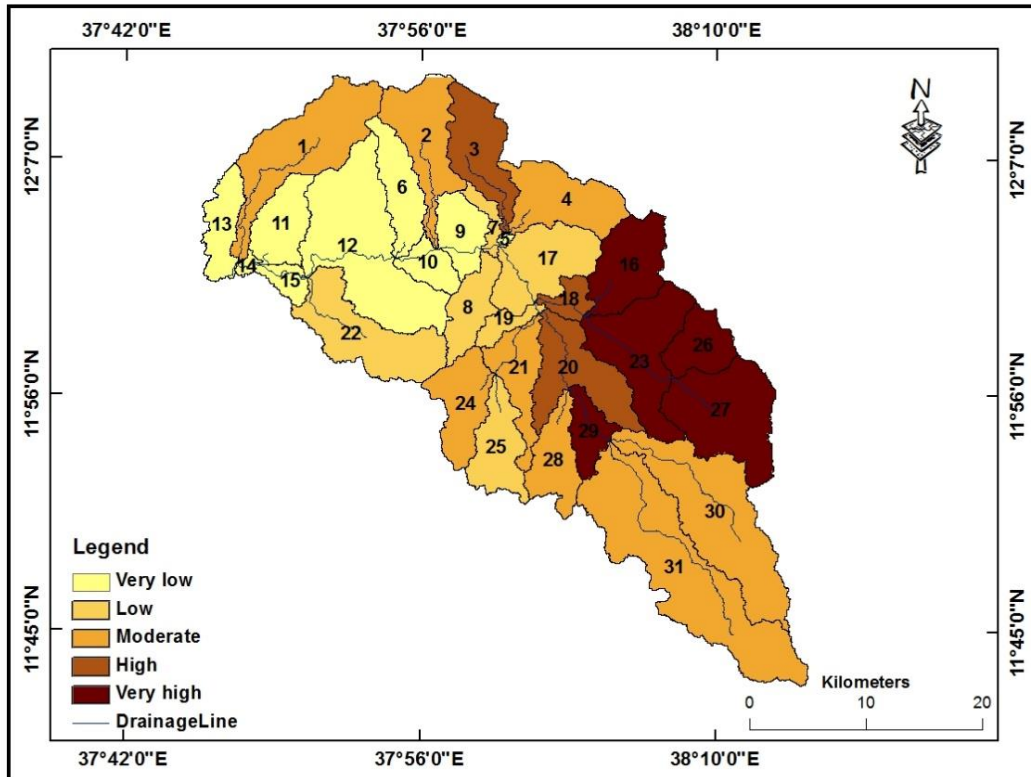 37°42'0"E 37°56'0"E 38°10'0"E
N
12°7'0"N 12°7'0"N
11°56'0"N 11°56'0"N
11°45'0"N 11°45'0"N
1 2 3
4
6
13 11 9 7 5
12 17
14 10 16
15 8 18
22 19
26
21 20 23
24 27
25 28 29
30
31
Legend
Very low
Low
Moderate
High
Very high
DrainageLine
Kilometers
0 10 20
37°42'0"E 37°56'0"E 38°10'0"E